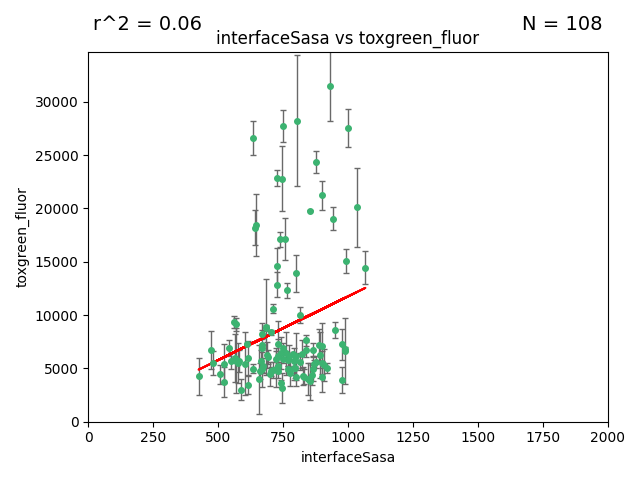 r^2 = 0.06
N = 108
interfaceSasa vs toxgreen_fluor
30000
25000
20000
15000
10000
5000
0
toxgreen_fluor
0 250 500 750 1000 1250 1500 1750 2000
interfaceSasa